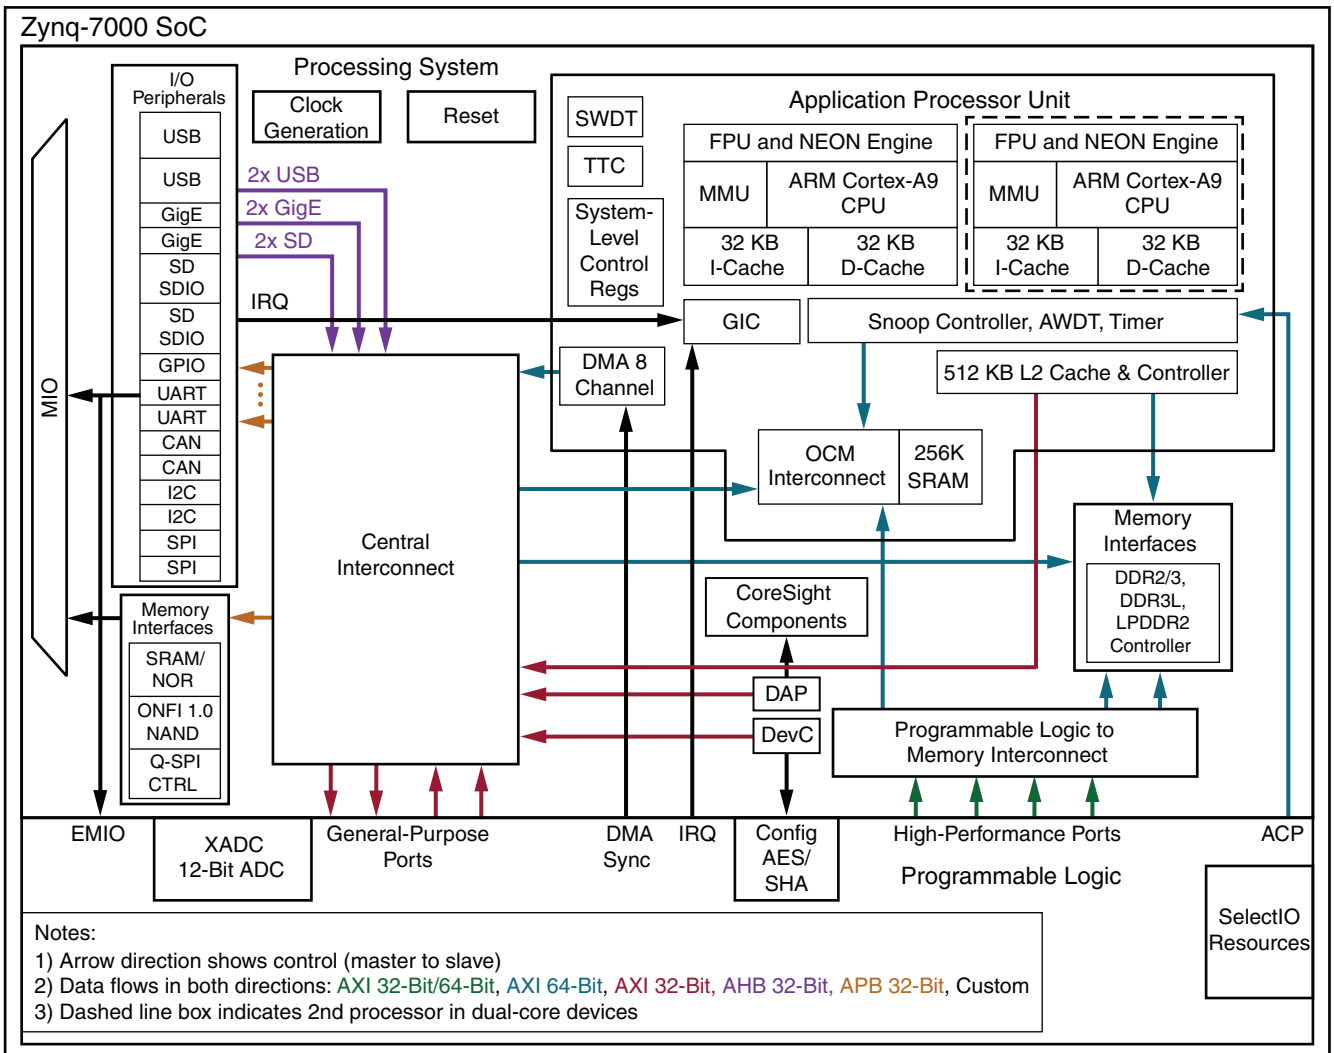 Zynq-7000 SoC
Processing System
I/O
Peripherals
USB
USB
GigE
GigE
SD
SDIO
SD
SDIO
GPIO
UART
UART
CAN
CAN
I2C
I2C
SPI
SPI
MIO
Clock
Generation
Reset
2x USB
2x GigE
2x SD
IRQ
Application Processor Unit
SWDT
TTC
System-
Level
Control
Regs
FPU and NEON Engine
MMU
ARM Cortex-A9
CPU
32 KB
I-Cache
32 KB
D-Cache
FPU and NEON Engine
MMU
ARM Cortex-A9
CPU
32 KB
I-Cache
32 KB
D-Cache
GIC
Snoop Controller, AWDT, Timer
DMA 8
Channel
512 KB L2 Cache & Controller
OCM
Interconnect
256K
SRAM
Central
Interconnect
Memory
Interfaces
DDR2/3,
DDR3L,
LPDDR2
Controller
CoreSight
Components
DAP
DevC
Programmable Logic to
Memory Interconnect
Memory
Interfaces
SRAM/
NOR
ONFI 1.0
NAND
Q-SPI
CTRL
EMIO
XADC
12-Bit ADC
General-Purpose
Ports
DMA
Sync
IRQ
Config
AES/
SHA
High-Performance Ports
ACP
Programmable Logic
SelectIO
Resources
Notes:
1) Arrow direction shows control (master to slave)
2) Data flows in both directions: AXI 32-Bit/64-Bit, AXI 64-Bit, AXI 32-Bit, AHB 32-Bit, APB 32-Bit, Custom
3) Dashed line box indicates 2nd processor in dual-core devices